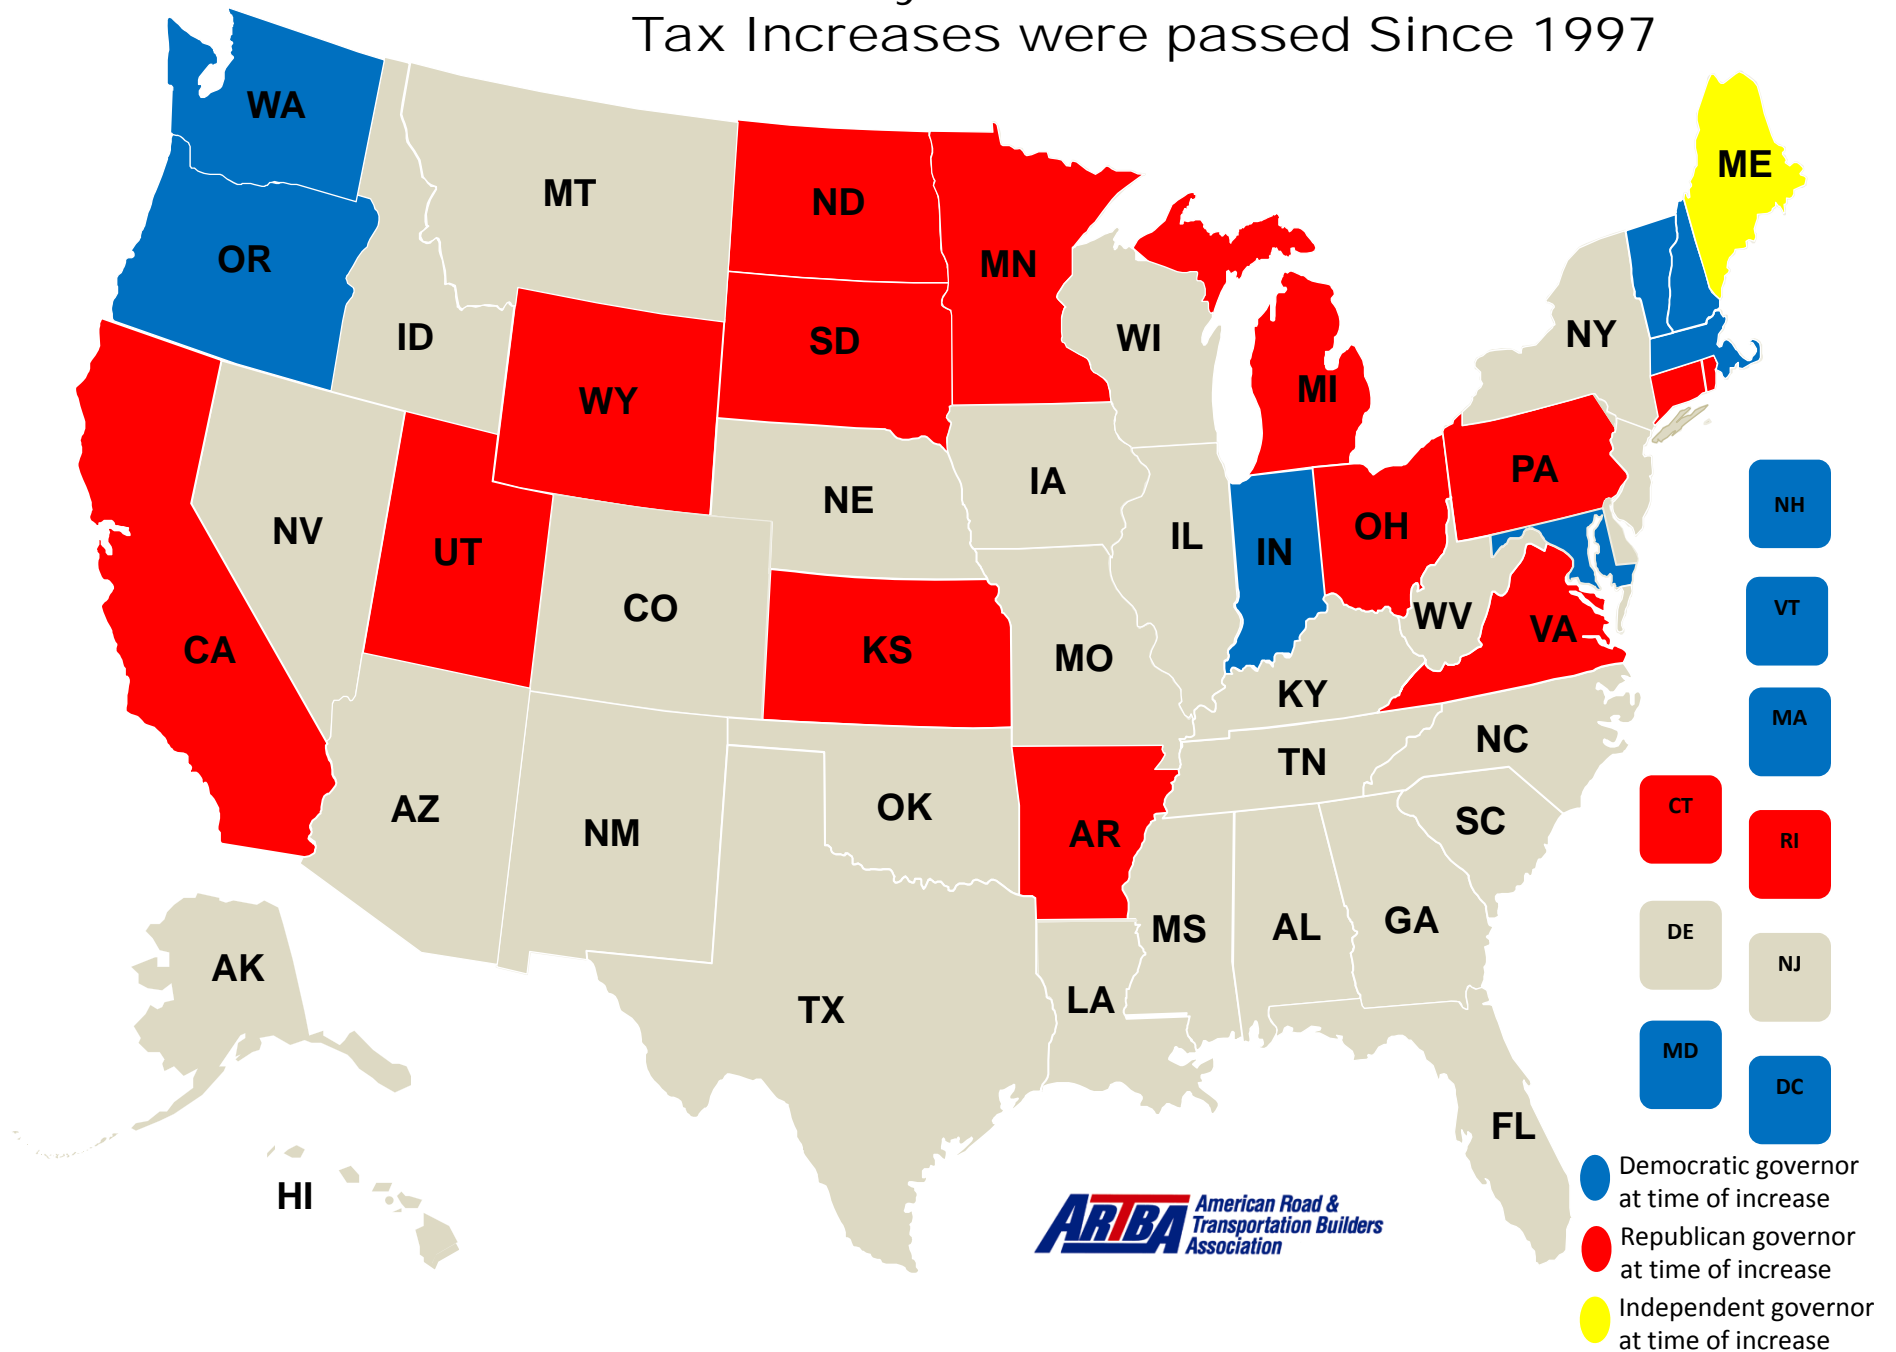 Tax Increases were passed Since 1997
WA
MT
ND
ME
OR
MN
ID
SD
WI
NY
WY
MI
PA
NE
IA
NH
NV
UT
IL
IN
OH
CO
VT
WV
VA
CA
KS
MO
KY
MA
NC
TN
AZ
OK
CT
NM
AR
SC
RI
MS
AL
GA
DE
AK
NJ
LA
TX
MD
DC
FL
HI
ARTBA
American Road &
Transportation Builders
Association
Democratic governor
at time of increase
Republican governor
at time of increase
Independent governor
at time of increase